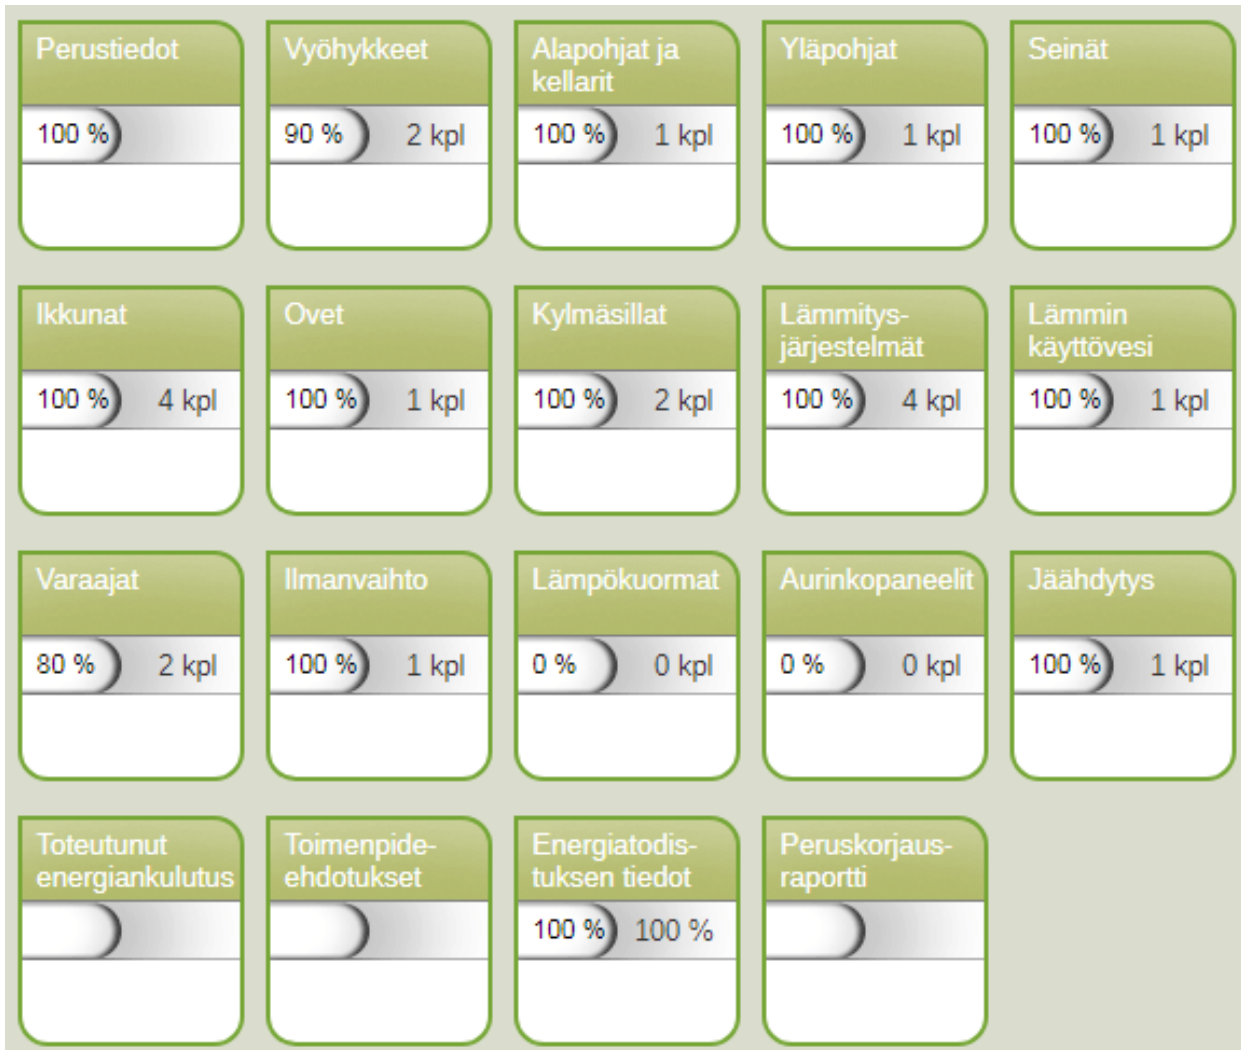 Perustiedot
100 %
Vyöhykkeet
90 % 2 kpl
Alapohjat ja
kellarit
100 % 1 kpl
Yläpohjat
100 % 1 kpl
Seinät
100 % 1 kpl
Ikkunat
100 % 4 kpl
Ovet
100 % 1 kpl
Kylmäsillat
100 % 2 kpl
Lämmitys-
järjestelmät
100 % 4 kpl
Lämmin
käyttövesi
100 % 1 kpl
Varaajat
80 % 2 kpl
Ilmanvaihto
100 % 1 kpl
Lämpökuormat
0 % 0 kpl
Aurinkopaneelit
0 % 0 kpl
Jäähdytys
100 % 1 kpl
Toteutunut
energiankulutus
Toimenpide-
ehdotukset
Energiatodis-
tuksen tiedot
100 % 100 %
Peruskorjaus-
raportti